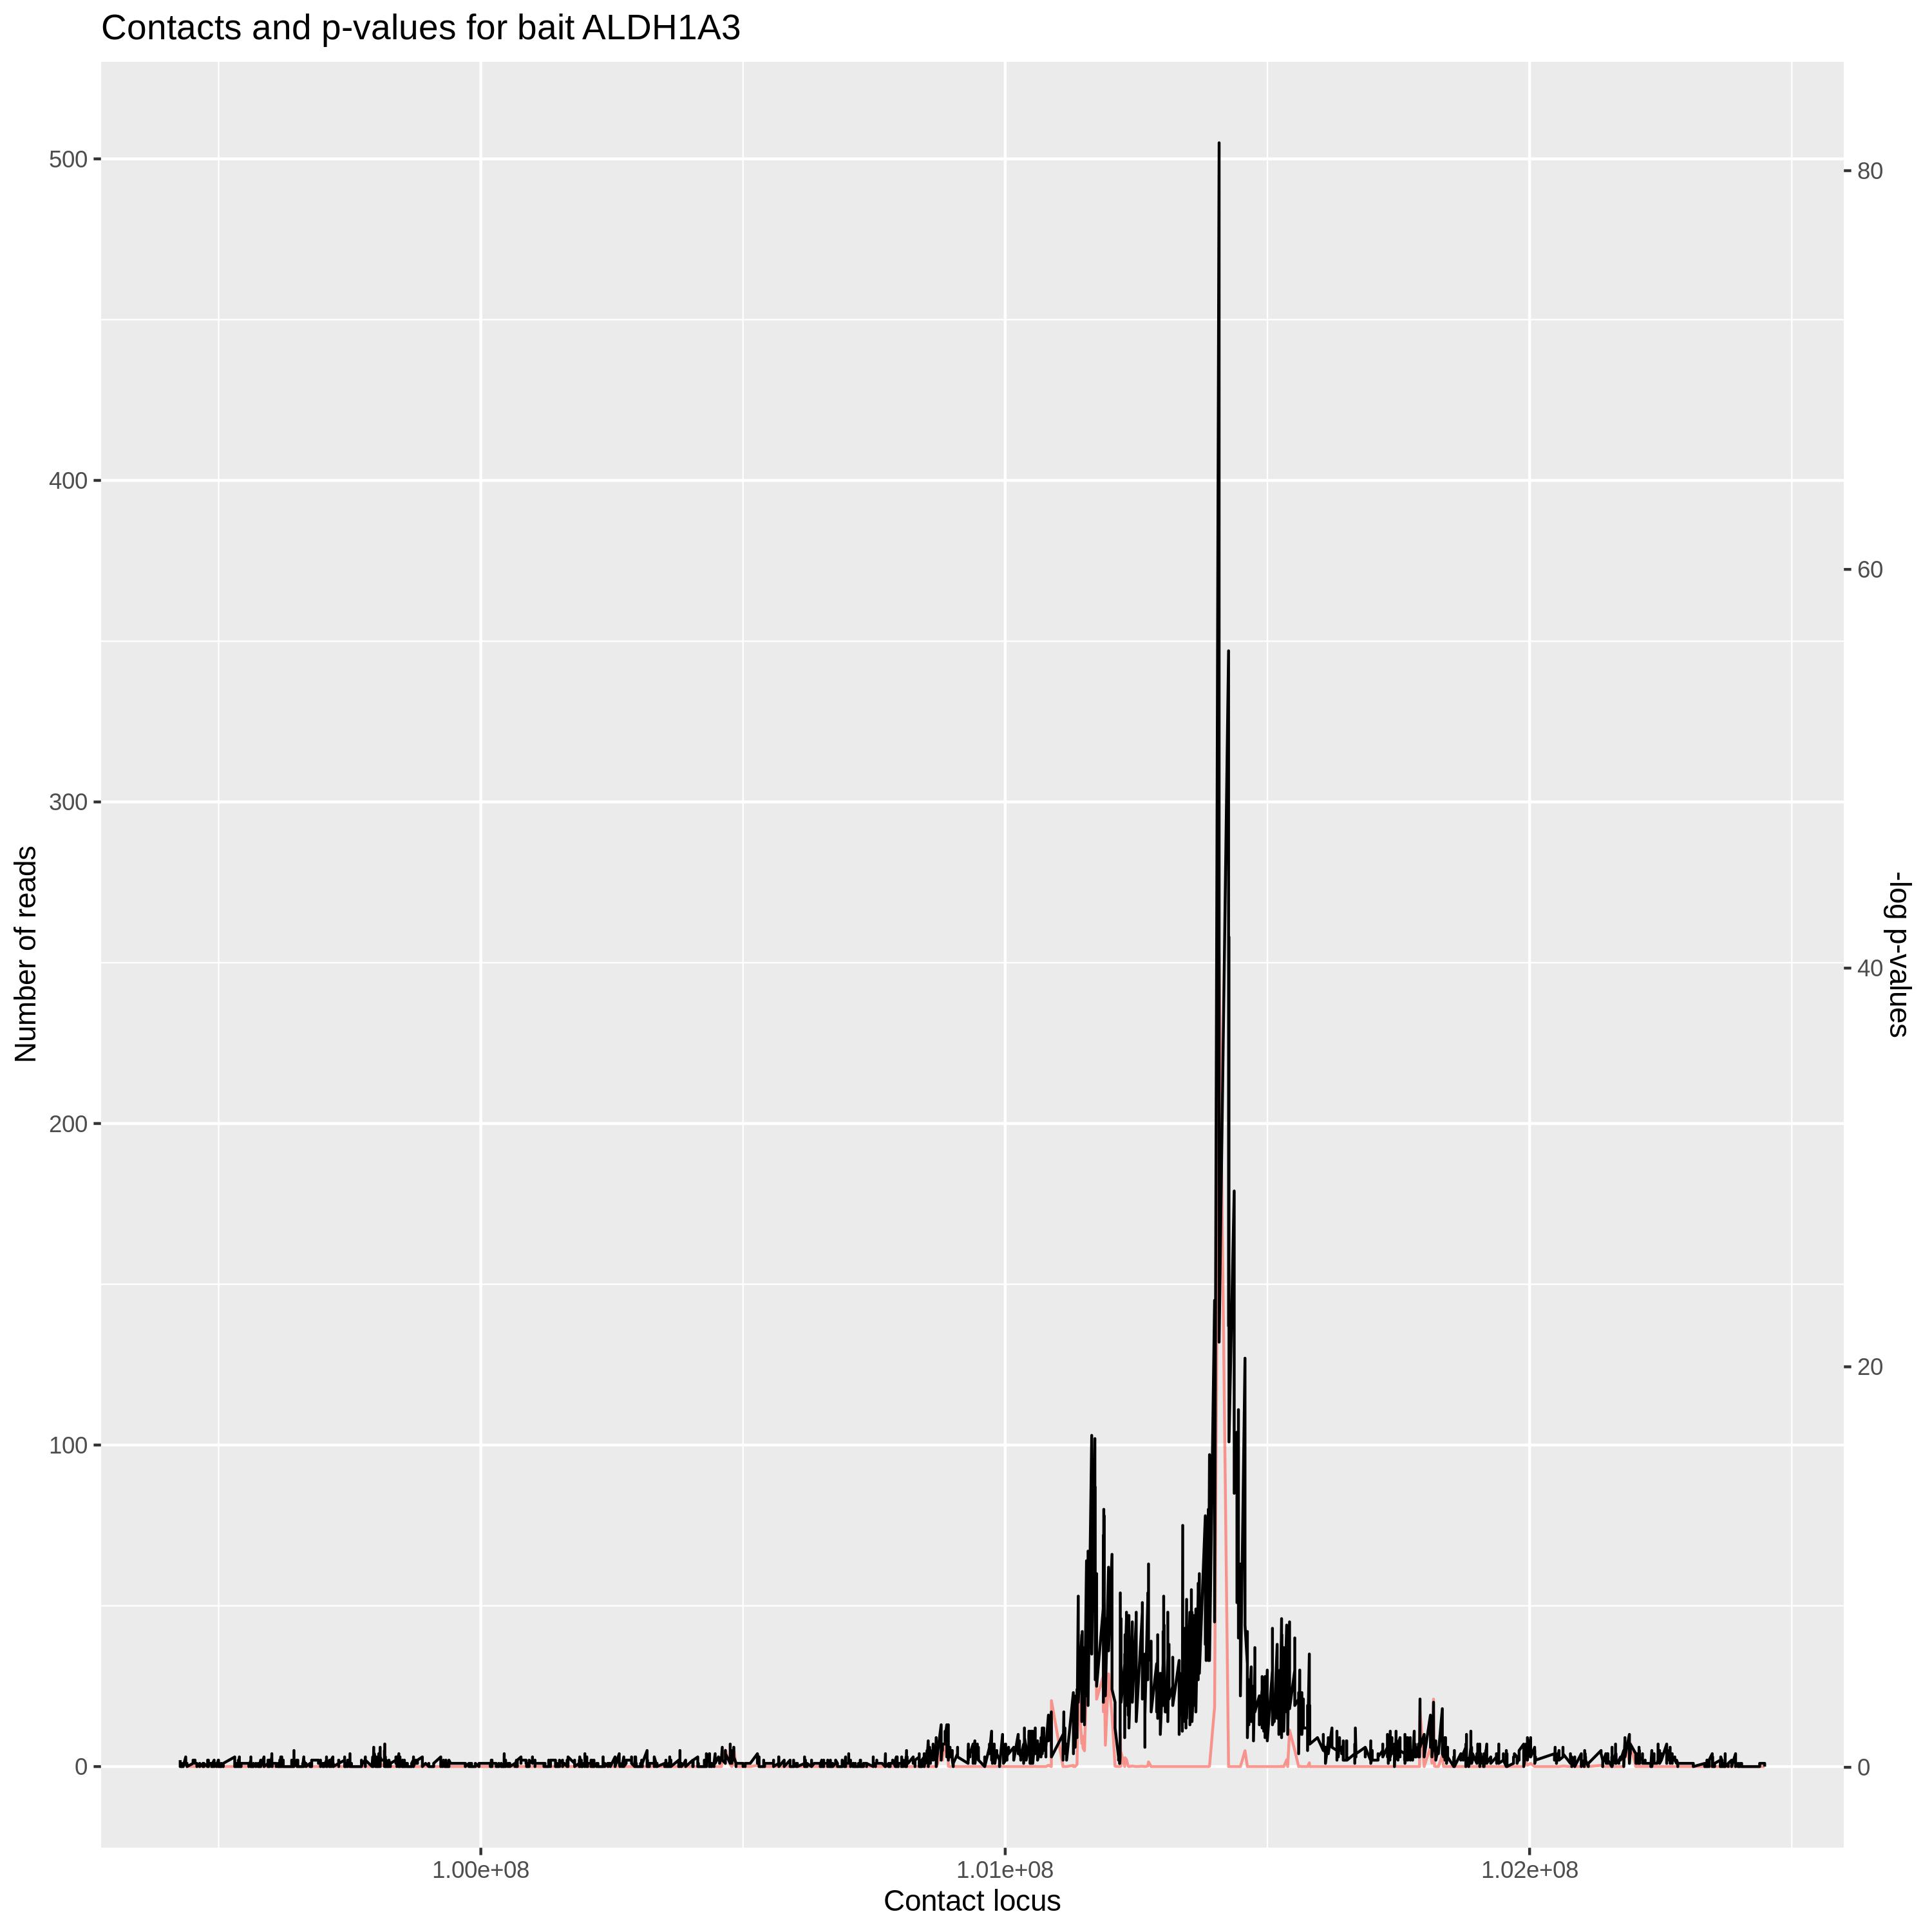 Contacts and p-values for bait ALDH1A3
500
400
300
200
100
0
80
60
40
20
0
Number of reads
-log p-values
1.00e+08
1.01e+08
1.02e+08
Contact locus